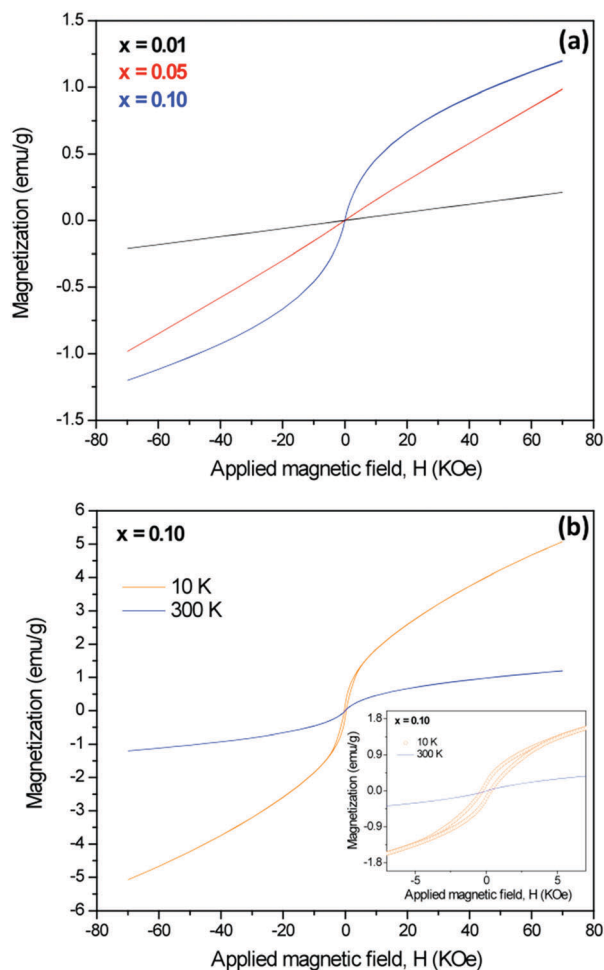 (a)
x = 0.01
x = 0.05
x = 0.10
1.5
1.0
0.5
0.0
-0.5
-1.0
-1.5
Magnetization (emu/g)
-80 -60 -40 -20 0 20 40 60 80
Applied magnetic field, H (KOe)
(b)
x = 0.10
10 K
300 K
6
5
4
3
2
1
0
-1
-2
-3
-4
-5
-6
Magnetization (emu/g)
x = 0.10
10 K
300 K
1.8
0.9
0.0
-0.9
-1.8
Magnetization (emu/g)
-5 0 5
Applied magnetic field, H (KOe)
-80 -60 -40 -20 0 20 40 60 80
Applied magnetic field, H (KOe)